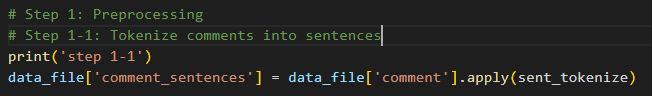 # Step 1: Preprocessing
# Step 1-1: Tokenize comments into sentences
print('step 1-1')
data_file['comment_sentences'] = data_file['comment'].apply(sent_tokenize)